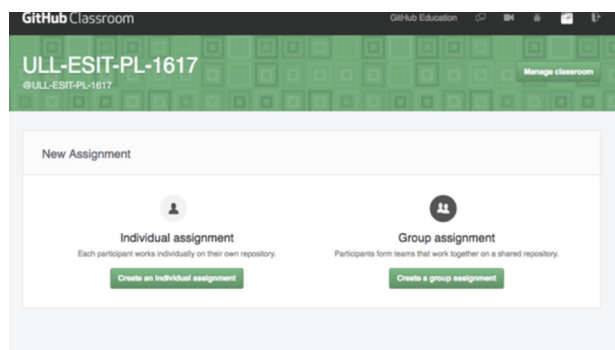 GitHub Classroom
GitHub Education
ULL-ESIT-PL-1617
@ULL-ESIT-PL-1617
Manage classroom
New Assignment
Individual assignment
Each participant works individually on their own repository.
Create an individual assignment
Group assignment
Participants form teams that work together on a shared repository.
Create a group assignment